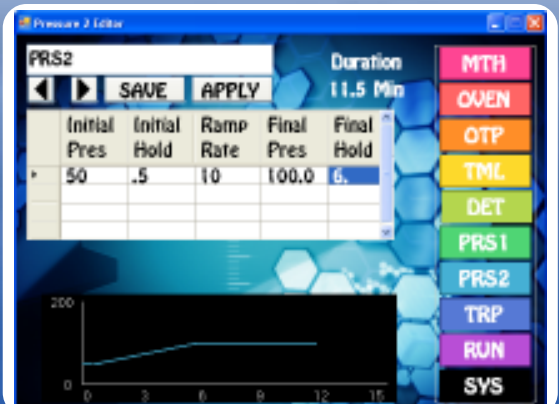 Pressure 2 Editor
PRS2
Duration
SAVE APPLY
11.5 Min
Initial Pres Initial Hold Ramp Rate Final Pres Final Hold
50 .5 10 100.0 6.
MTH
OVEN
OTP
TML
DET
PRS1
PRS2
TRP
RUN
SYS
200
0
0 3 6 9 12 15